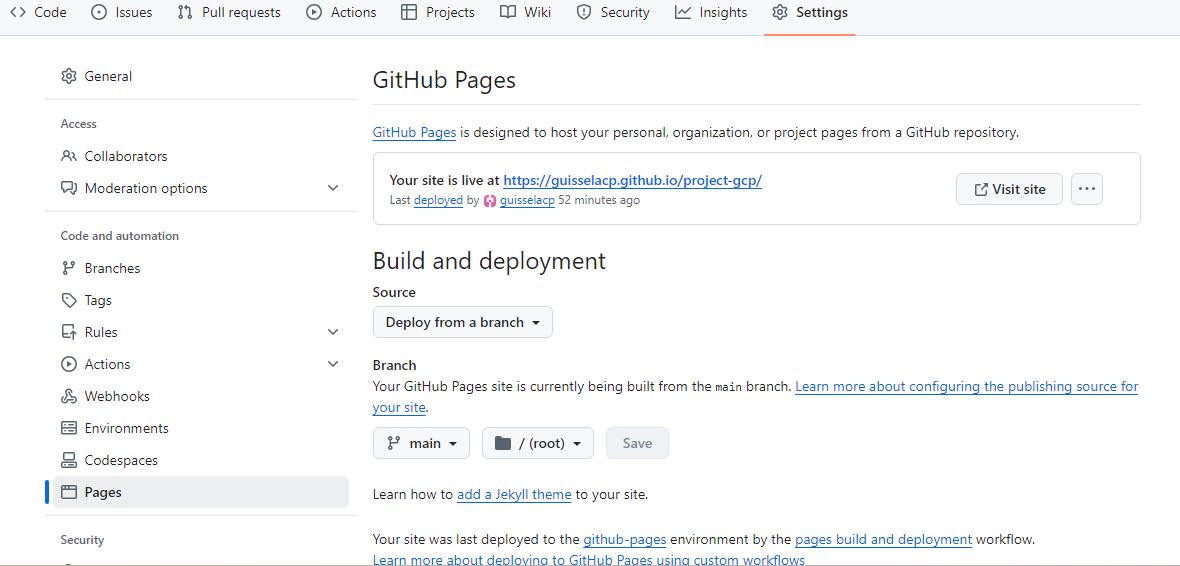 Code Issues Pull requests Actions Projects Wiki Security Insights Settings
General
Access
Collaborators
Moderation options
Code and automation
Branches
Tags
Rules
Actions
Webhooks
Environments
Codespaces
Pages
Security
GitHub Pages
GitHub Pages is designed to host your personal, organization, or project pages from a GitHub repository.
Your site is live at https://guisselacp.github.io/project-gcp/
Last deployed by guisselacp 52 minutes ago
Visit site
Build and deployment
Source
Deploy from a branch
Branch
Your GitHub Pages site is currently being built from the main branch. Learn more about configuring the publishing source for
your site.
main / (root) Save
Learn how to add a Jekyll theme to your site.
Your site was last deployed to the github-pages environment by the pages build and deployment workflow.
Learn more about deploying to GitHub Pages using custom workflows